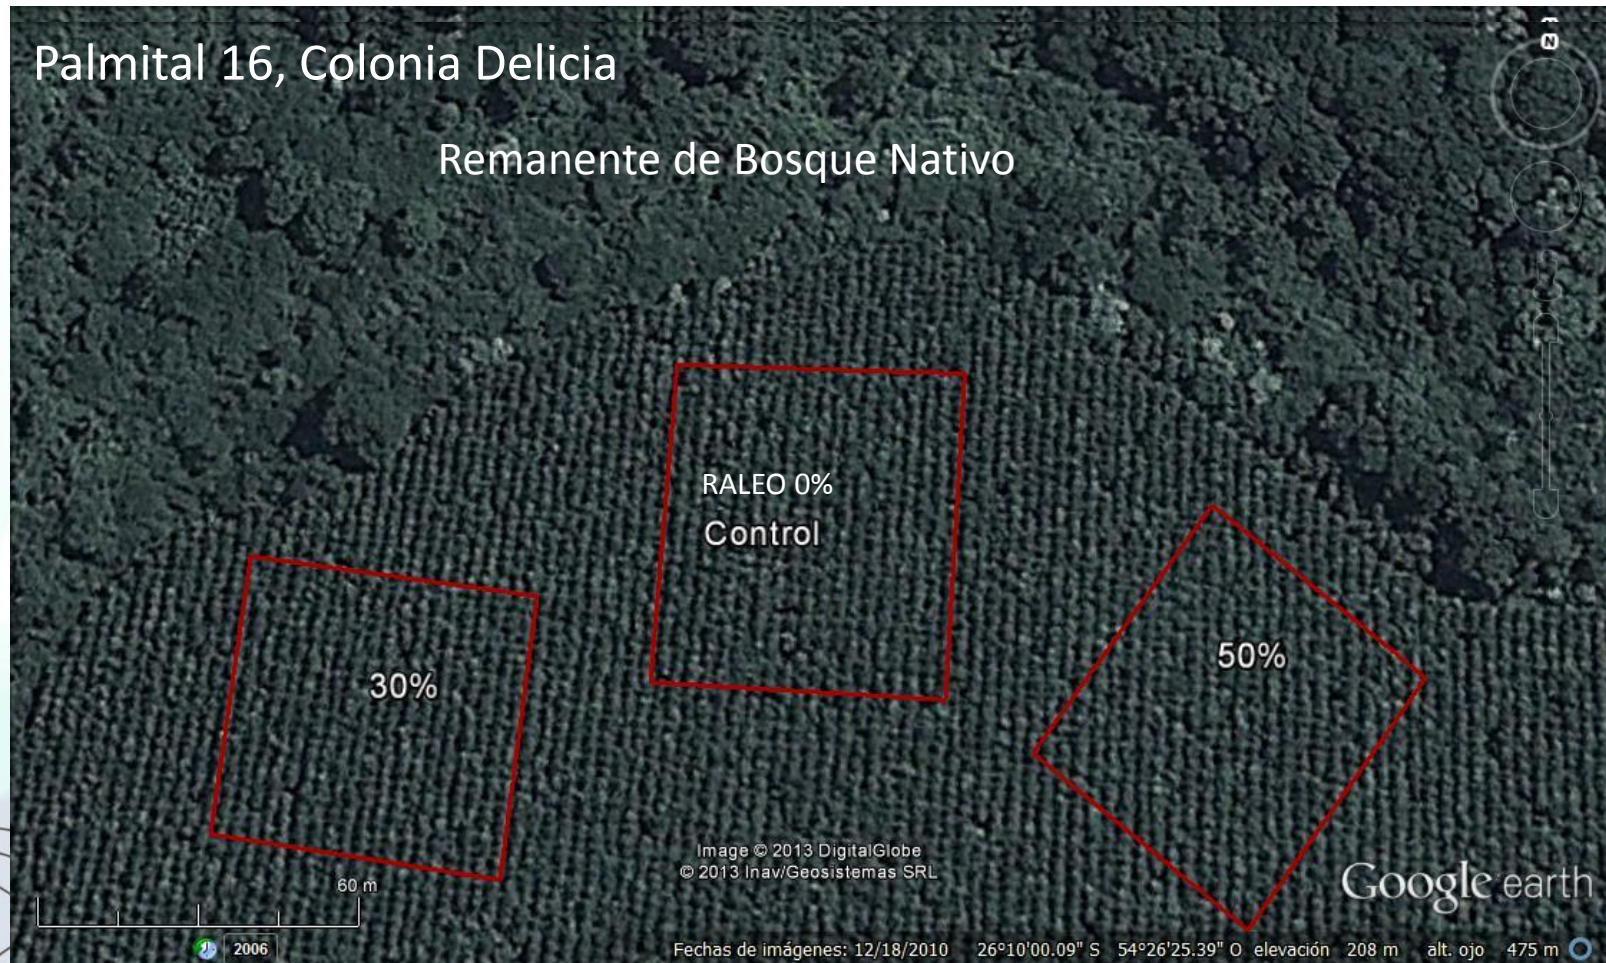 Palmital 16, Colonia Delicia
N
Remanente de Bosque Nativo
RALEO 0%
Control
30%
50%
Image © 2013 DigitalGlobe
© 2013 Inav/Geosistemas SRL
Google earth
60 m
2006
Fechas de imágenes: 12/18/2010 26°10'00.09" S 54°26'25.39" O elevación 208 m alt. ojo 475 m